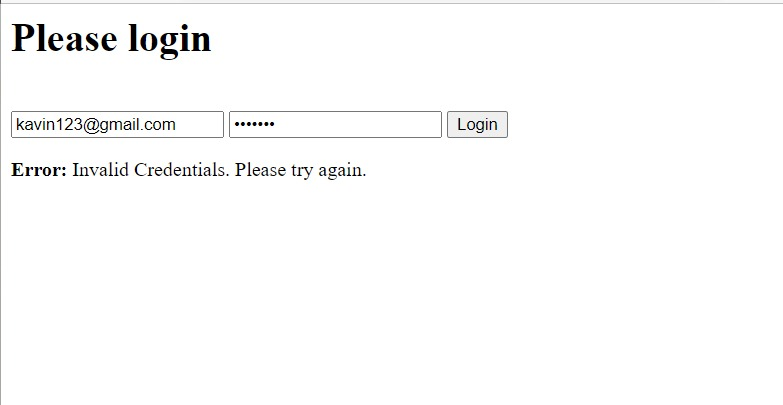 Please login
kavin123@gmail.com ••••••• Login
Error: Invalid Credentials. Please try again.